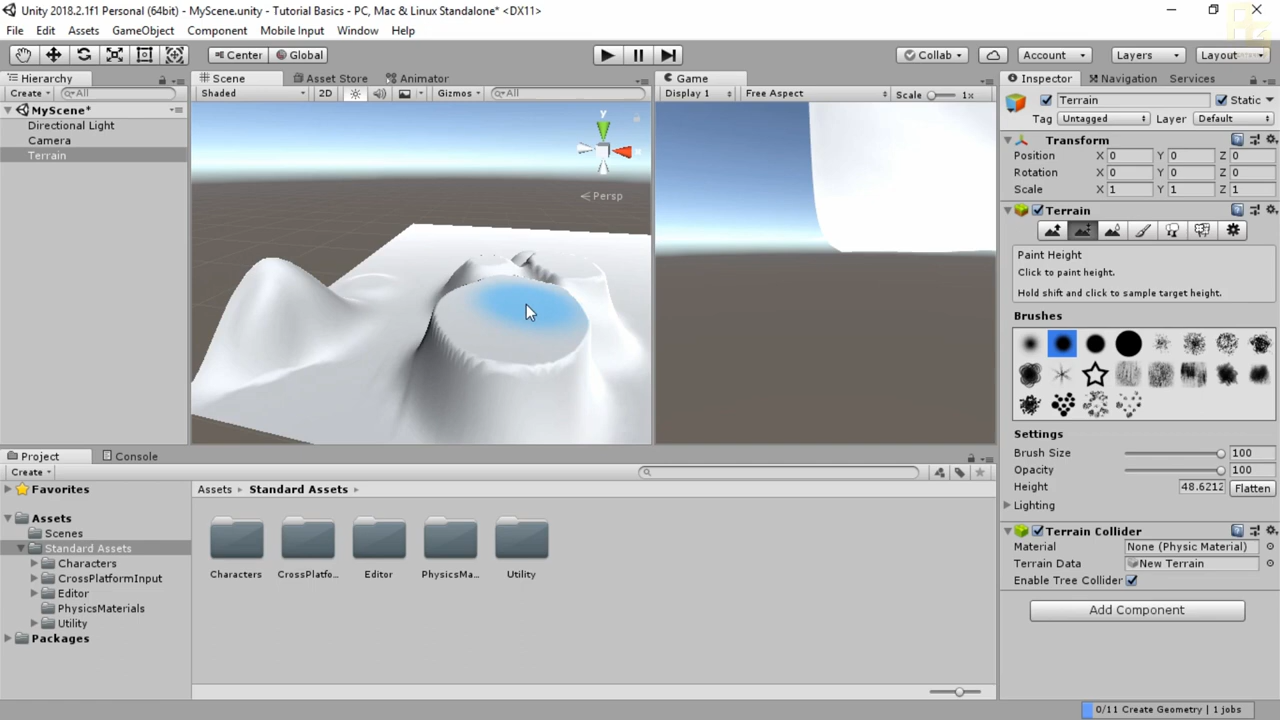 Unity 2018.2.1f1 Personal (64bit) - MyScene.unity - Tutorial Basics - PC, Mac & Linux Standalone* <DX11>
File Edit Assets GameObject Component Mobile Input Window Help
Center Global Collab Account Layers Layout
Hierarchy Scene Asset Store Animator Game Inspector Navigation Services
Create All Shaded 2D Gizmos All Display 1 Free Aspect Scale 1x
MyScene*
Directional Light
Camera
Terrain
y
Persp
Terrain Static
Tag Untagged Layer Default
Transform
Position X 0 Y 0 Z 0
Rotation X 0 Y 0 Z 0
Scale X 1 Y 1 Z 1
Terrain
Paint Height
Click to paint height.
Hold shift and click to sample target height.
Brushes
Settings
Brush Size 100
Opacity 100
Height 48.6212 Flatten
Lighting
Terrain Collider
Material None (Physic Material)
Terrain Data New Terrain
Enable Tree Collider
Add Component
Project Console
Create
Favorites
Assets
Scenes
Standard Assets
Characters
CrossPlatformInput
Editor
PhysicsMaterials
Utility
Packages
Assets Standard Assets
Characters CrossPlatfo... Editor PhysicsMa... Utility
0/11 Create Geometry | 1 jobs